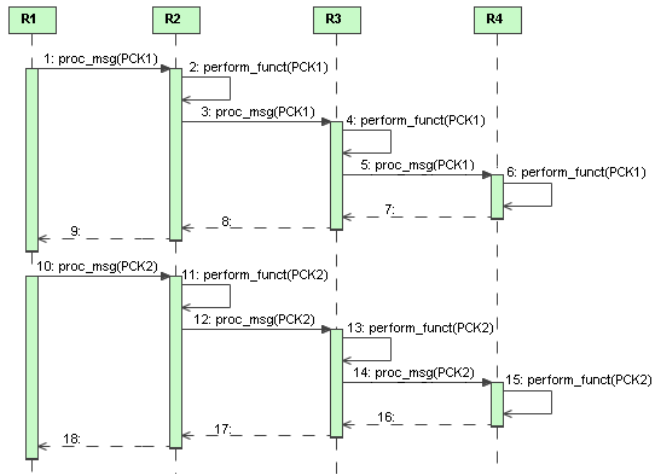 R1
R2
R3
R4
1: proc_msg(PCK1)
2: perform_funct(PCK1)
3: proc_msg(PCK1)
4: perform_funct(PCK1)
5: proc_msg(PCK1)
6: perform_funct(PCK1)
7:
8:
9:
10: proc_msg(PCK2)
11: perform_funct(PCK2)
12: proc_msg(PCK2)
13: perform_funct(PCK2)
14: proc_msg(PCK2)
15: perform_funct(PCK2)
16:
17:
18: